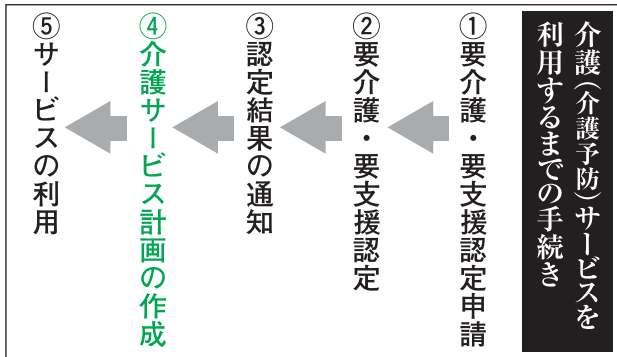 介護（介護予防）サービスを
利用するまでの手続き
①要介護・要支援認定申請
②要介護・要支援認定
③認定結果の通知
④介護サービス計画の作成
⑤サービスの利用